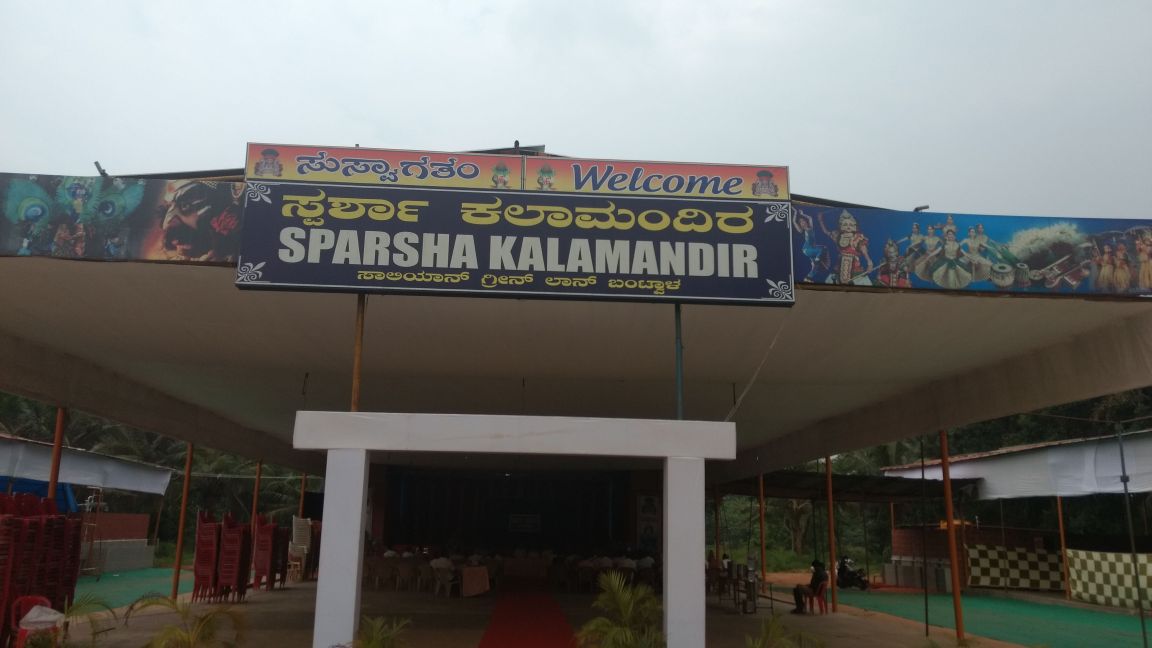 ಸುಸ್ವಾಗತಂ Welcome
ಸ್ಪರ್ಶಾ ಕಲಾಮಂದಿರ
SPARSHA KALAMANDIR
ಸಾಲಿಯಾನ್ ಗ್ರೀನ್ ಲಾನ್ ಬಂಟ್ವಾಳ